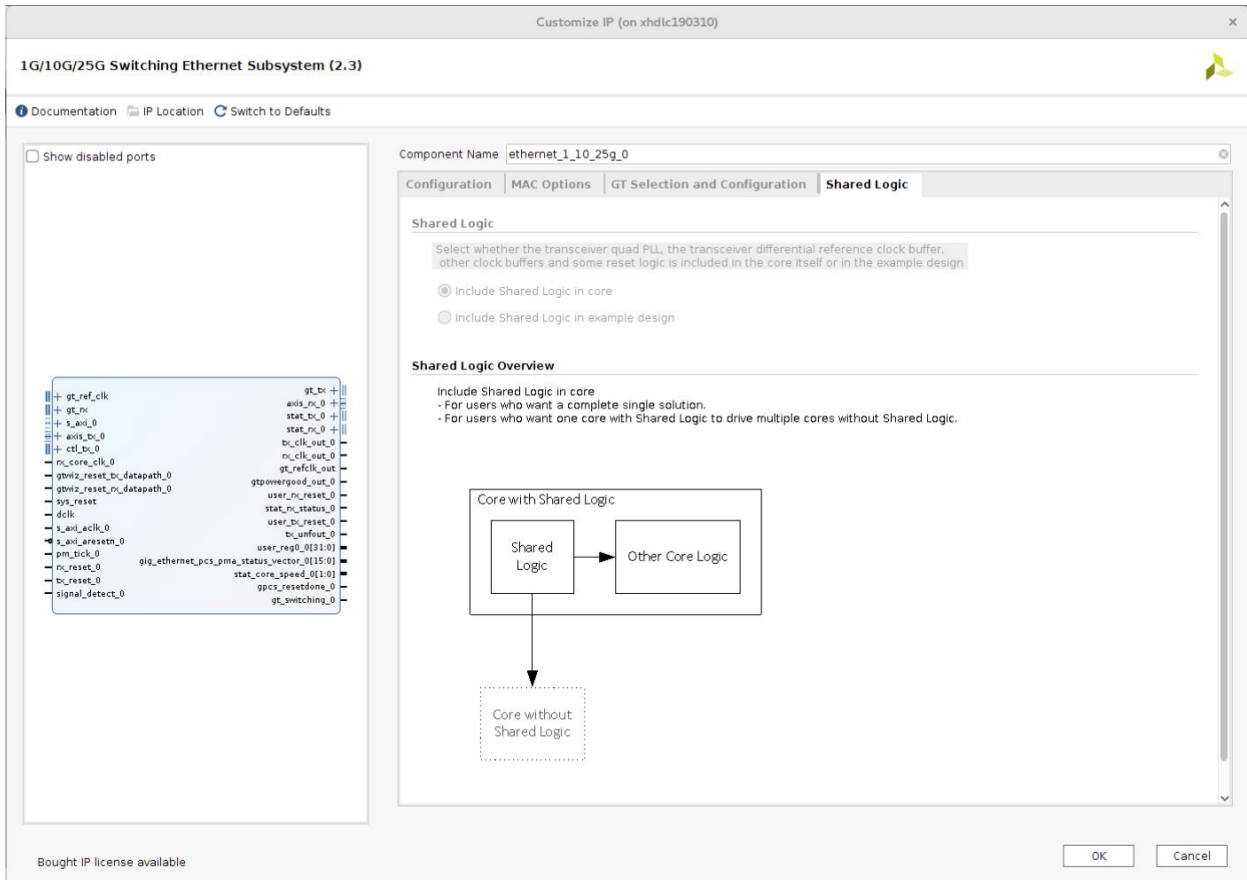 Customize IP (on xhdlc190310)
×
1G/10G/25G Switching Ethernet Subsystem (2.3)
Documentation IP Location Switch to Defaults
Show disabled ports
gt_ref_clk
gt_rx
s_axi_0
axis_tx_0
ctl_tx_0
rx_core_clk_0
gtwiz_reset_tx_datapath_0
gtwiz_reset_rx_datapath_0
sys_reset
dclk
s_axi_aclk_0
s_axi_aresetn_0
pm_tick_0
rx_reset_0
tx_reset_0
signal_detect_0
gt_tx
axis_rx_0
stat_tx_0
stat_rx_0
tx_clk_out_0
rx_clk_out_0
gt_refclk_out
gtpowergood_out_0
user_rx_reset_0
stat_rx_status_0
user_tx_reset_0
tx_unfout_0
user_reg0_0[31:0]
gig_ethernet_pcs_pma_status_vector_0[15:0]
stat_core_speed_0[1:0]
gpcs_resetdone_0
gt_switching_0
Component Name ethernet_1_10_25g_0
Configuration MAC Options GT Selection and Configuration Shared Logic
Shared Logic
Select whether the transceiver quad PLL, the transceiver differential reference clock buffer,
other clock buffers and some reset logic is included in the core itself or in the example design
Include Shared Logic in core
Include Shared Logic in example design
Shared Logic Overview
Include Shared Logic in core
- For users who want a complete single solution.
- For users who want one core with Shared Logic to drive multiple cores without Shared Logic.
Core with Shared Logic
Shared
Logic
Other Core Logic
Core without
Shared Logic
Bought IP license available
OK Cancel